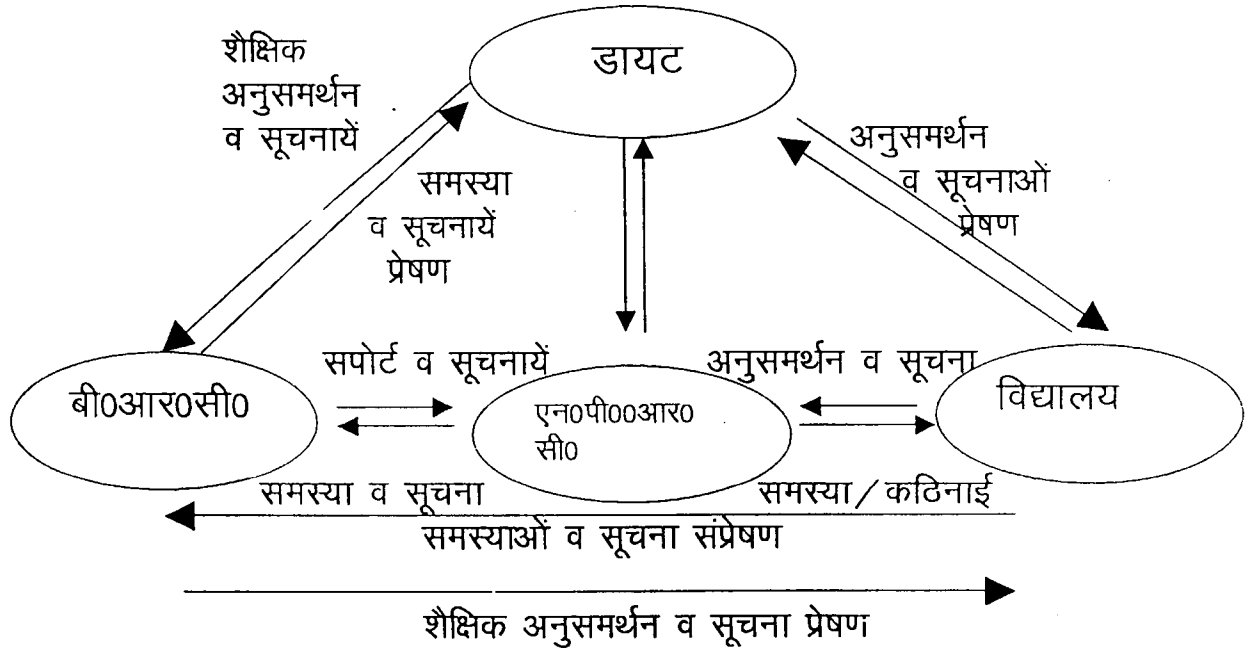 डायट
शैक्षिक
अनुसमर्थन
व सूचनायें
समस्या
व सूचनायें
प्रेषण
अनुसमर्थन
व सूचनाओं
प्रेषण
सपोर्ट व सूचनायें
अनुसमर्थन व सूचना
बी0आर0सी0
एन0पी00आर0
सी0
विद्यालय
समस्या व सूचना
समस्या/कठिनाई
समस्याओं व सूचना संप्रेषण
शैक्षिक अनुसमर्थन व सूचना प्रेषण